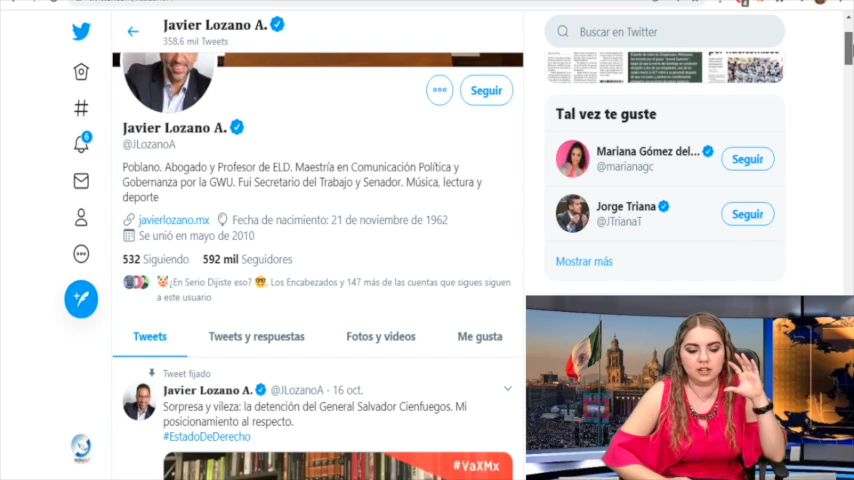 Javier Lozano A.
358,6 mil Tweets
Buscar en Twitter
Seguir
Javier Lozano A.
@JLozanoA
Poblano. Abogado y Profesor de ELD. Maestría en Comunicación Política y
Gobernanza por la GWU. Fui Secretario del Trabajo y Senador. Música, lectura y
deporte
javierlozano.mx Fecha de nacimiento: 21 de noviembre de 1962
Se unió en mayo de 2010
532 Siguiendo 592 mil Seguidores
¿En Serio Dijiste eso? , Los Encabezados y 147 más de las cuentas que sigues siguen
a este usuario
Tweets Tweets y respuestas Fotos y videos Me gusta
Tweet fijado
Javier Lozano A. @JLozanoA · 16 oct.
Sorpresa y vileza: la detención del General Salvador Cienfuegos. Mi
posicionamiento al respecto.
#EstadoDeDerecho
#VaXMx
Tal vez te guste
Mariana Gómez del...
@marianagc
Seguir
Jorge Triana
@JTrianaT
Seguir
Mostrar más
6